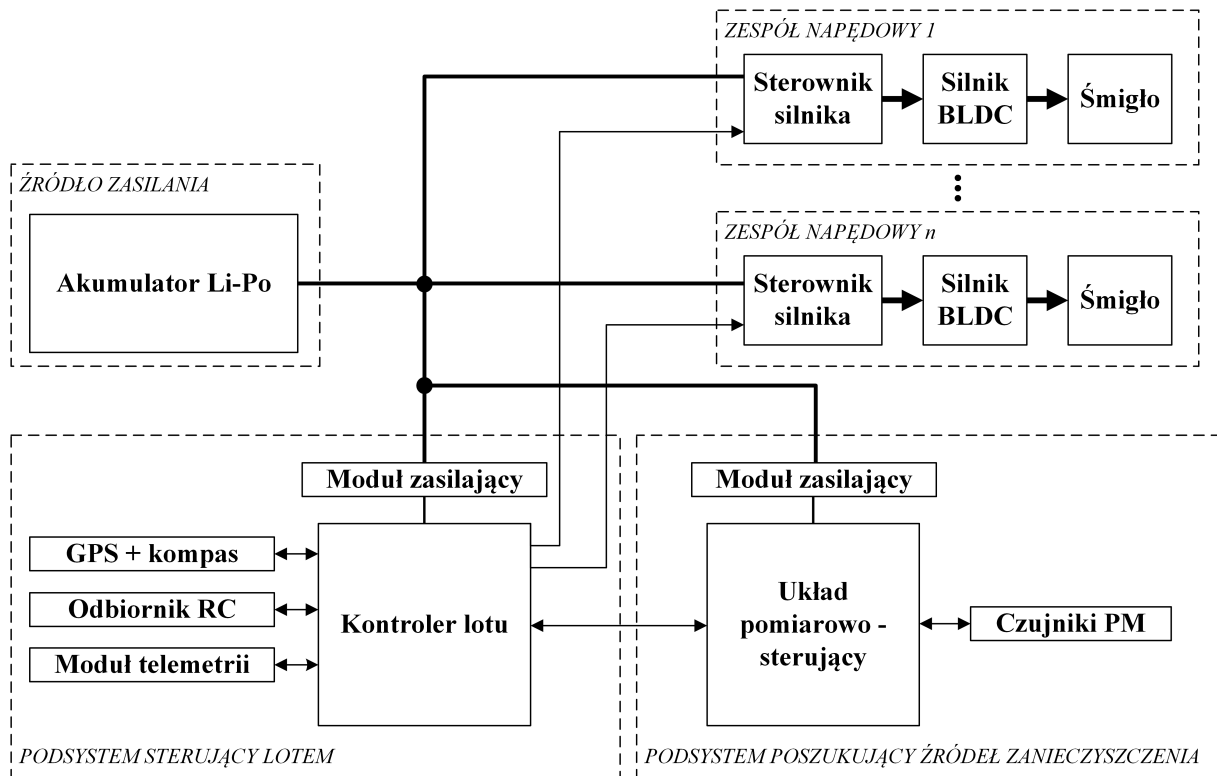 ZESPÓŁ NAPĘDOWY 1
Sterownik
silnika
Silnik
BLDC
Śmigło
ŹRÓDŁO ZASILANIA
Akumulator Li-Po
ZESPÓŁ NAPĘDOWY n
Sterownik
silnika
Silnik
BLDC
Śmigło
Moduł zasilający
GPS + kompas
Odbiornik RC
Moduł telemetrii
Kontroler lotu
PODSYSTEM STERUJĄCY LOTEM
Moduł zasilający
Układ
pomiarowo -
sterujący
Czujniki PM
PODSYSTEM POSZUKUJĄCY ŹRÓDEŁ ZANIECZYSZCZENIA